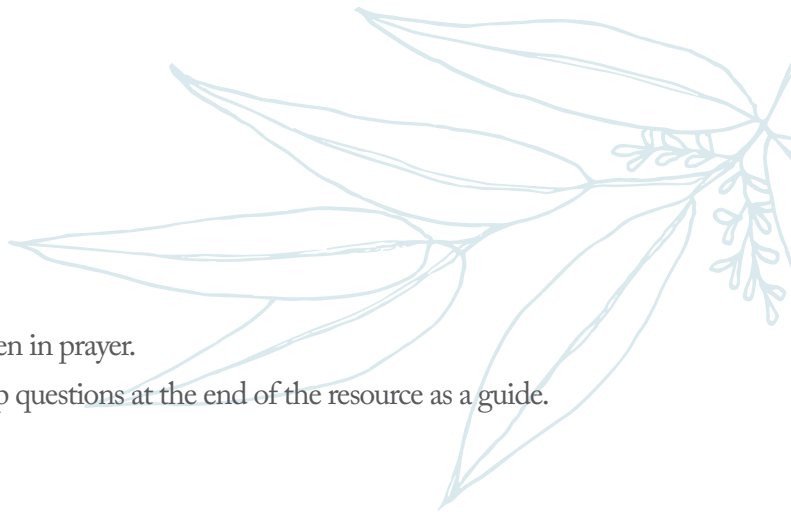 en in prayer.
p questions at the end of the resource as a guide.